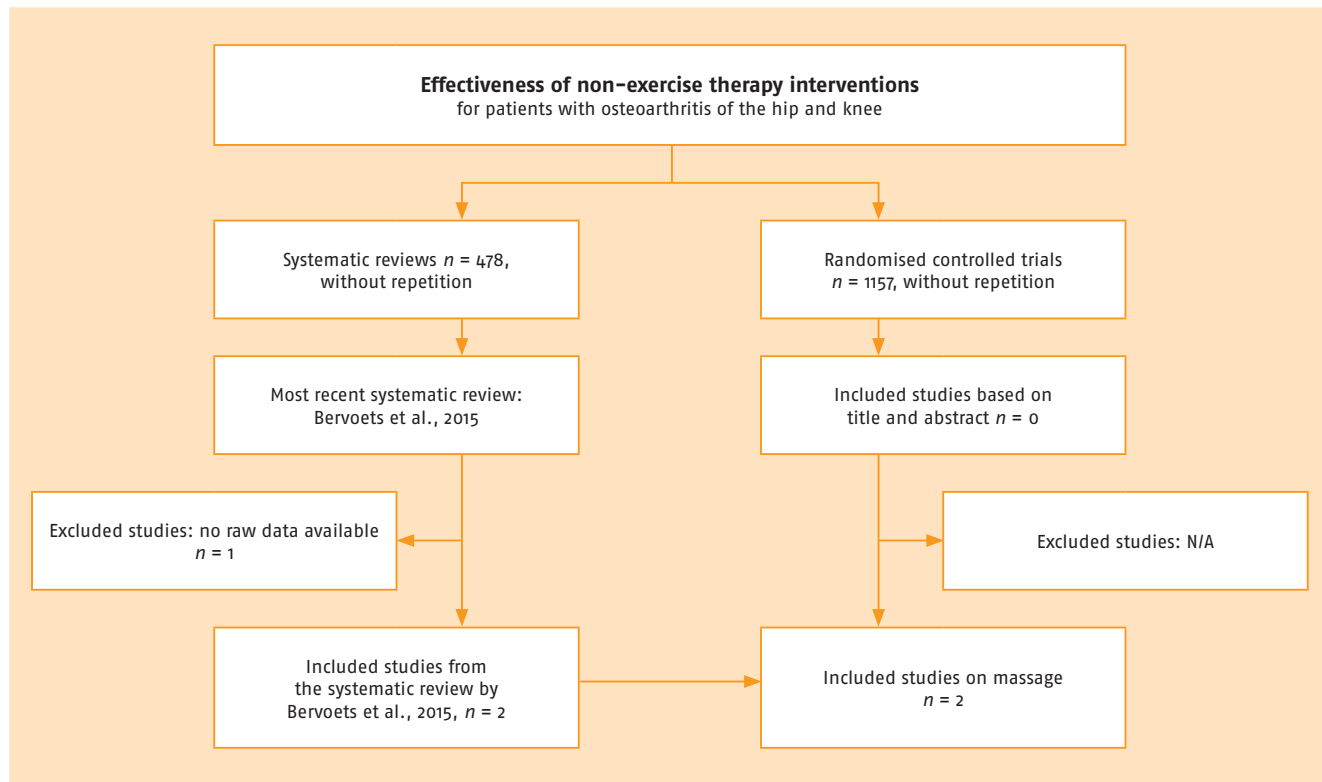 Effectiveness of non-exercise therapy interventions
for patients with osteoarthritis of the hip and knee
Systematic reviews n = 478,
without repetition
Randomised controlled trials
n = 1157, without repetition
Most recent systematic review:
Bervoets et al., 2015
Included studies based on
title and abstract n = 0
Excluded studies: no raw data available
n = 1
Excluded studies: N/A
Included studies from
the systematic review by
Bervoets et al., 2015, n = 2
Included studies on massage
n = 2